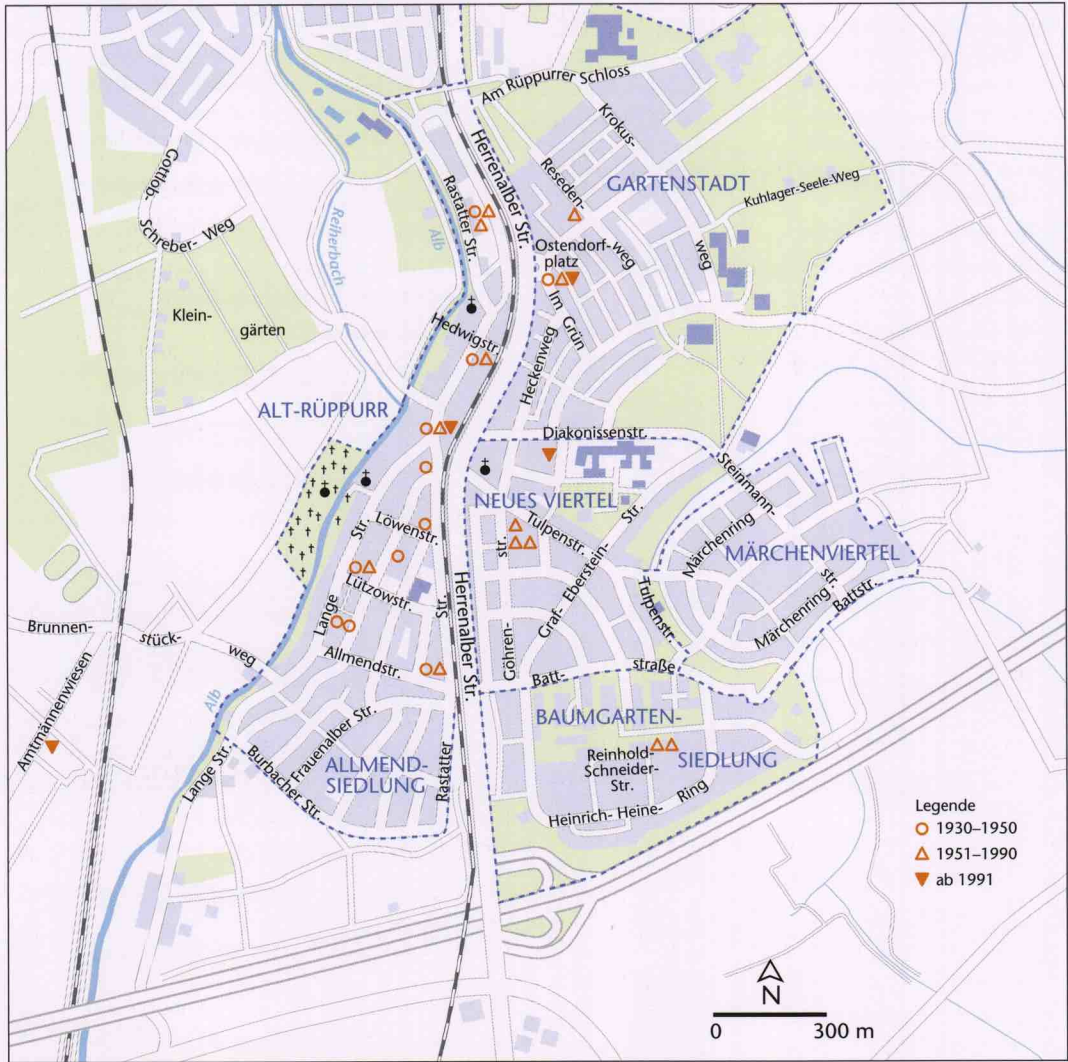 Am Rüppurrer Schloss
Krokus-
weg
Gottlob-
Schreber- Weg
Herrenalber Str.
Reseden-
weg
GARTENSTADT
Kuhlager-Seele-Weg
Rastatter Str.
Alb
Reiherbach
Ostendorf-
platz
Im Grün
Klein-
gärten
Hedwigstr.
Heckenweg
ALT-RÜPPURR
Diakonissenstr.
Steinmann-
str.
NEUES VIERTEL
Tulpenstr.
Löwenstr.
Lange
Str.
str.
Göhren-
Graf- Eberstein- Str.
Märchenring
MÄRCHENVIERTEL
Lützowstr.
Str.
Herrenalber Str.
Tulpenstr.
Märchenring
Battstr.
Brunnen-
stück-
weg
Allmendstr.
Batt-
straße
Amtmännenwiesen
Alb
Frauenalber Str.
BAUMGARTEN-
SIEDLUNG
Lange Str.
Burbacher Str.
ALLMEND-
SIEDLUNG
Rastatter
Reinhold-
Schneider-
Str.
Heinrich- Heine- Ring
Legende
1930–1950
1951–1990
ab 1991
N
0 300 m